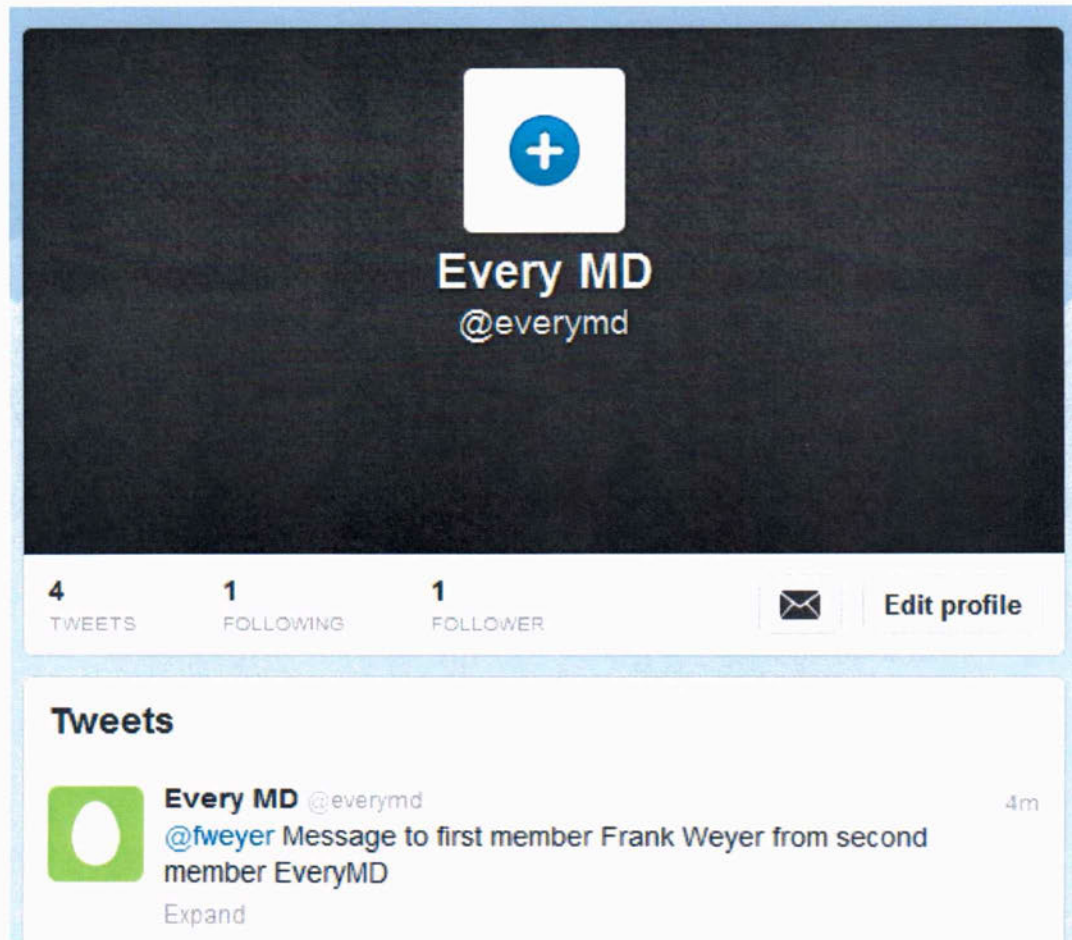 Every MD
@everymd
4 1 1
TWEETS FOLLOWING FOLLOWER
Edit profile
Tweets
Every MD @everymd 4m
@fweyer Message to first member Frank Weyer from second
member EveryMD
Expand